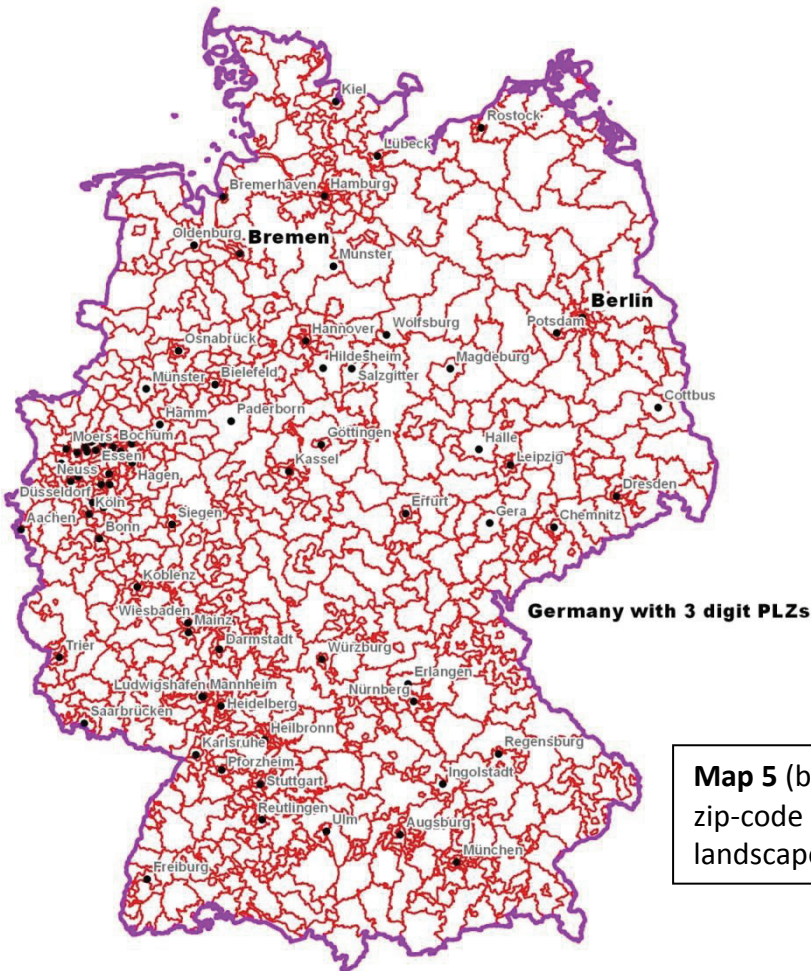 Kiel
Rostock
Lübeck
Bremerhaven
Hamburg
Oldenburg
Bremen
Munster
Berlin
Potsdam
Osnabrück
Hannover
Wolfsburg
Hildesheim
Magdeburg
Salzgitter
Münster
Bielefeld
Cottbus
Hamm
Paderborn
Moers
Bochum
Göttingen
Halle
Essen
Kassel
Leipzig
Neuss
Hagen
Düsseldorf
Dresden
Köln
Erfurt
Gera
Chemnitz
Aachen
Bonn
Siegen
Koblenz
Wiesbaden
Mainz
Germany with 3 digit PLZs
Trier
Darmstadt
Würzburg
Erlangen
Ludwigshafen
Mannheim
Nürnberg
Heidelberg
Saarbrücken
Heilbronn
Karlsruhe
Regensburg
Pforzheim
Stuttgart
Ingolstadt
Reutlingen
Ulm
Augsburg
München
Freiburg
Map 5 (b
zip-code
landscape